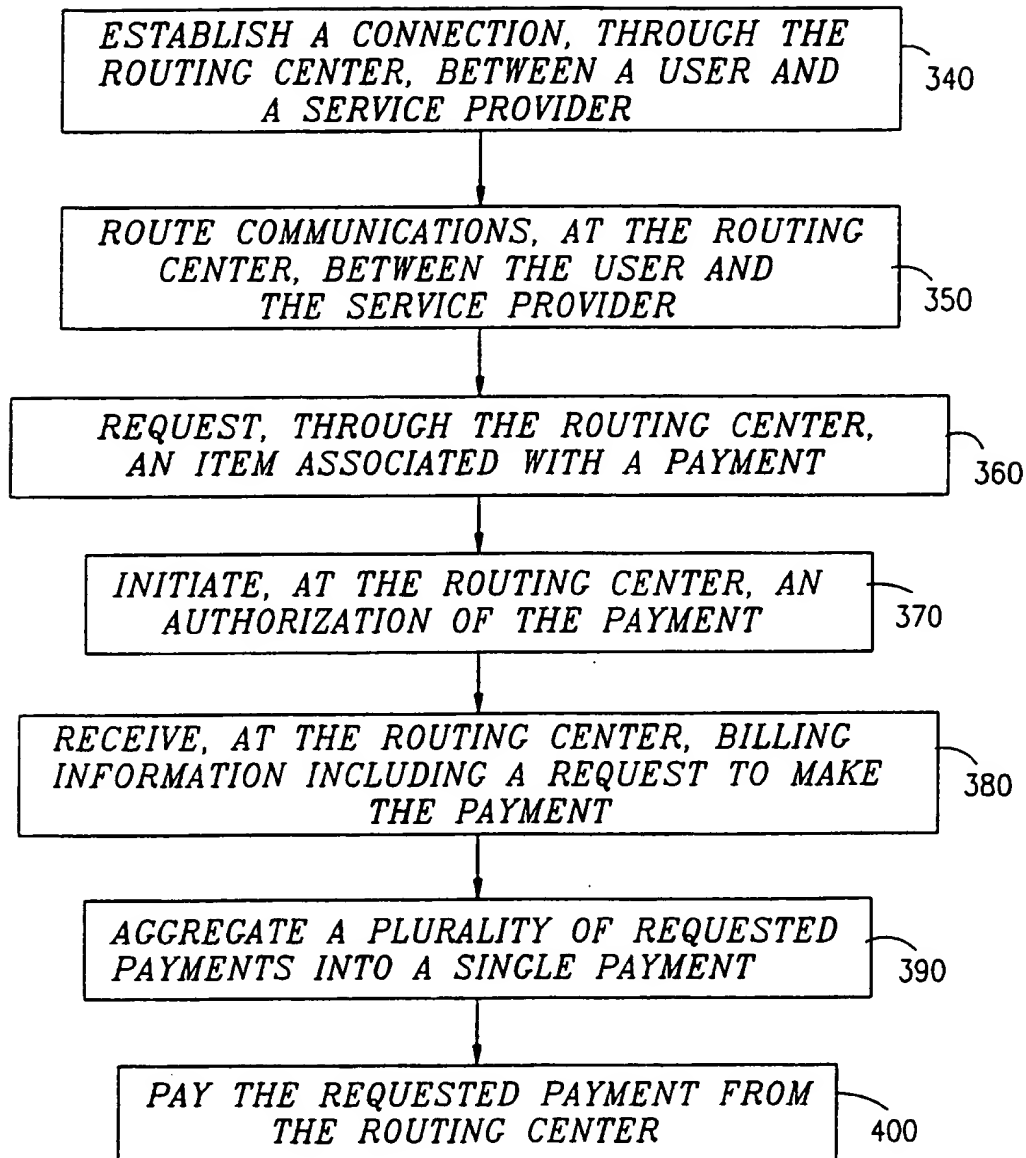 ESTABLISH A CONNECTION, THROUGH THE
ROUTING CENTER, BETWEEN A USER AND
A SERVICE PROVIDER
340
ROUTE COMMUNICATIONS, AT THE ROUTING
CENTER, BETWEEN THE USER AND
THE SERVICE PROVIDER
350
REQUEST, THROUGH THE ROUTING CENTER,
AN ITEM ASSOCIATED WITH A PAYMENT
360
INITIATE, AT THE ROUTING CENTER, AN
AUTHORIZATION OF THE PAYMENT
370
RECEIVE, AT THE ROUTING CENTER, BILLING
INFORMATION INCLUDING A REQUEST TO MAKE
THE PAYMENT
380
AGGREGATE A PLURALITY OF REQUESTED
PAYMENTS INTO A SINGLE PAYMENT
390
PAY THE REQUESTED PAYMENT FROM
THE ROUTING CENTER
400